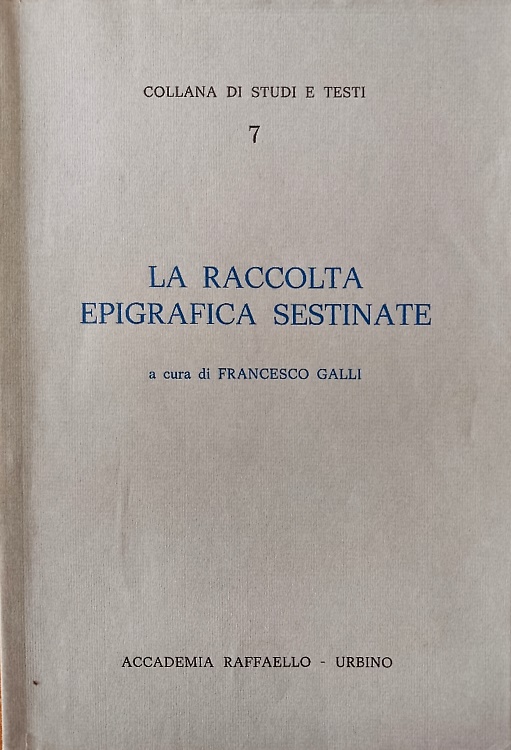 COLLANA DI STUDI E TESTI
7
LA RACCOLTA
EPIGRAFICA SESTINATE
a cura di FRANCESCO GALLI
ACCADEMIA RAFFAELLO - URBINO